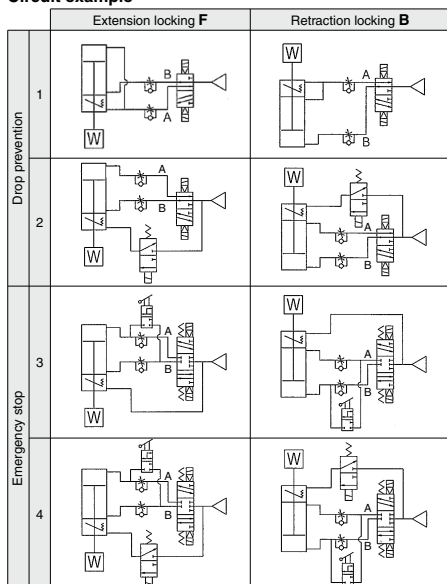 Circuit example
Extension locking F
Retraction locking B
Drop prevention
1
B
A
W
W
A
B
2
A
B
W
W
A
B
Emergency stop
3
A
B
W
W
A
B
4
A
B
W
W
A
B